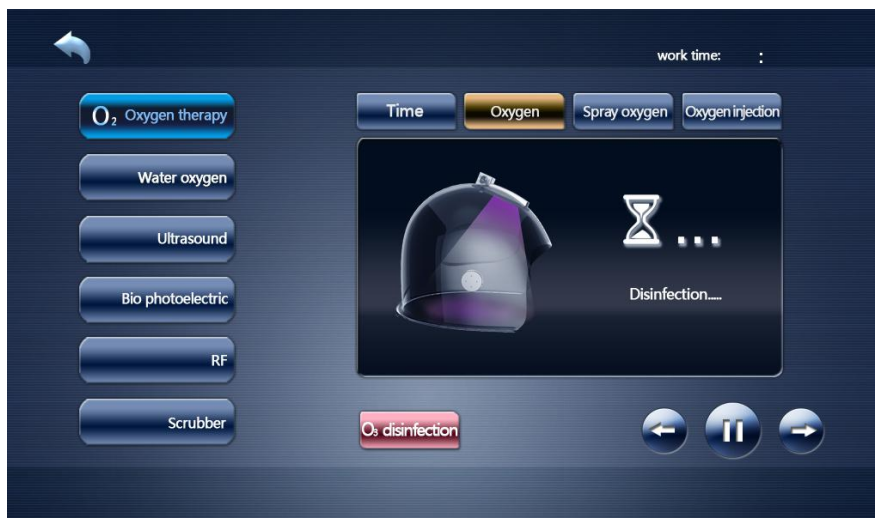 work time: :
O₂ Oxygen therapy
Time
Oxygen
Spray oxygen
Oxygen injection
Water oxygen
Ultrasound
Bio photoelectric
RF
Scrubber
...
Disinfection.....
O₃ disinfection